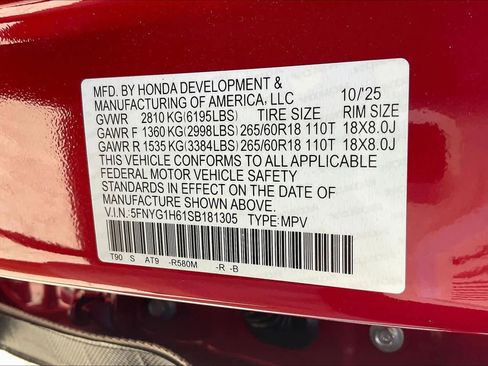 MFD. BY HONDA DEVELOPMENT &
MANUFACTURING OF AMERICA, LLC 10/'25
GVWR 2810 KG(6195LBS) TIRE SIZE RIM SIZE
GAWR F 1360 KG(2998LBS) 265/60R18 110T 18X8.0J
GAWR R 1535 KG(3384LBS) 265/60R18 110T 18X8.0J
THIS VEHICLE CONFORMS TO ALL APPLICABLE
FEDERAL MOTOR VEHICLE SAFETY
STANDARDS IN EFFECT ON THE DATE OF
MANUFACTURE SHOWN ABOVE.
V.I.N.:5FNYG1H61SB181305 TYPE:MPV
T90 S AT9 -R580M -R -B